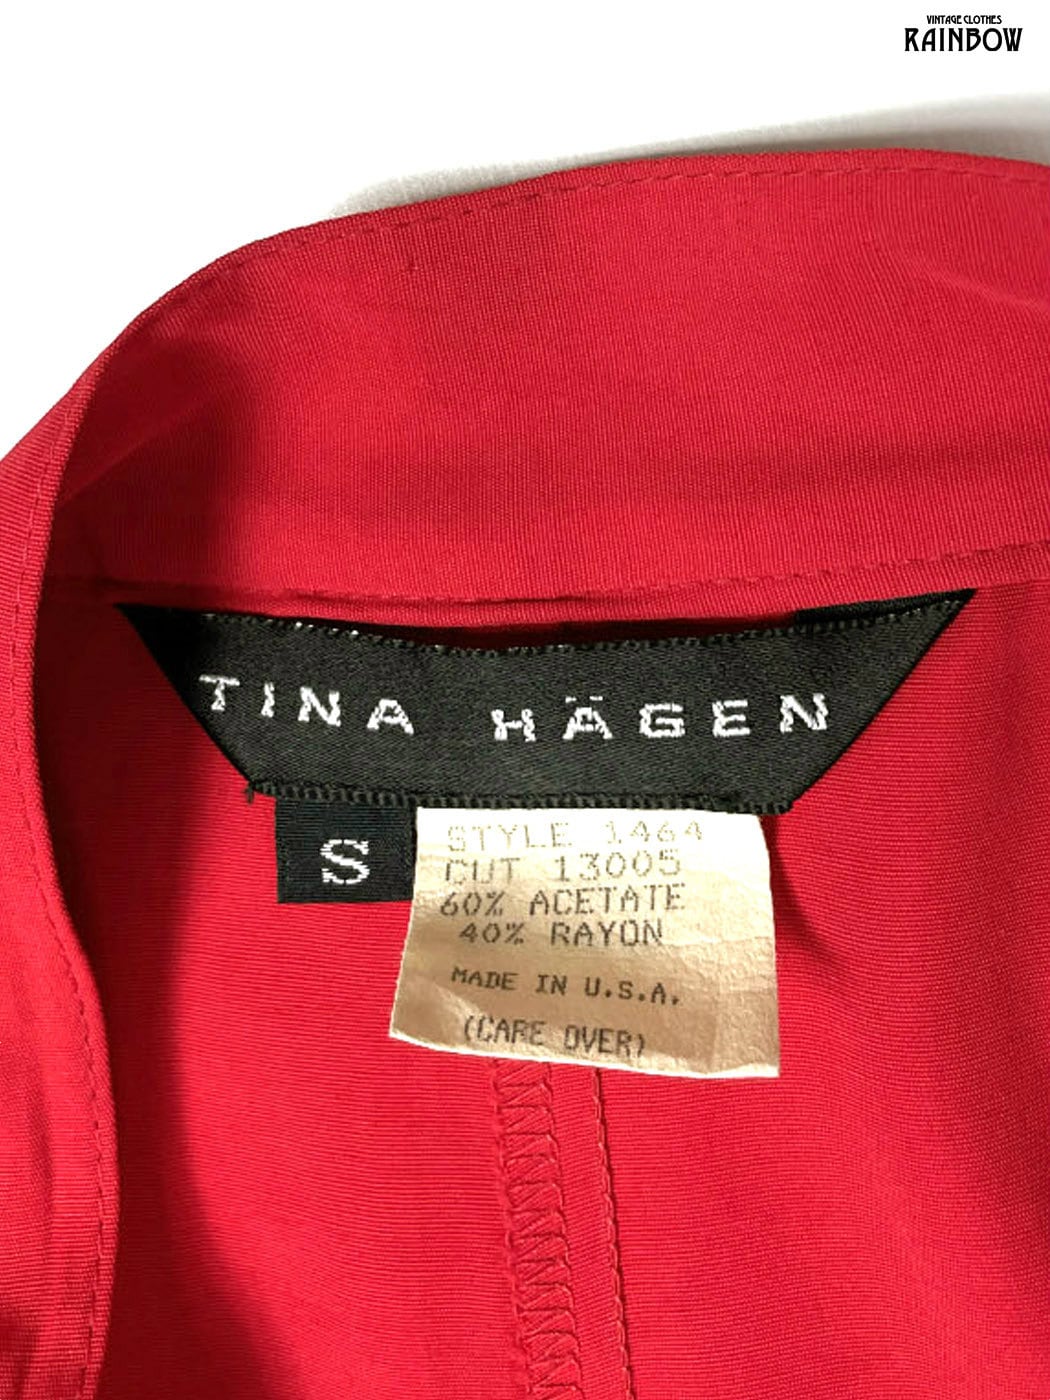 VINTAGE CLOTHES
RAINBOW
TINA HÄGEN
S
STYLE 1464
CUT 13005
60% ACETATE
40% RAYON
MADE IN U.S.A.
(CARE OVER)